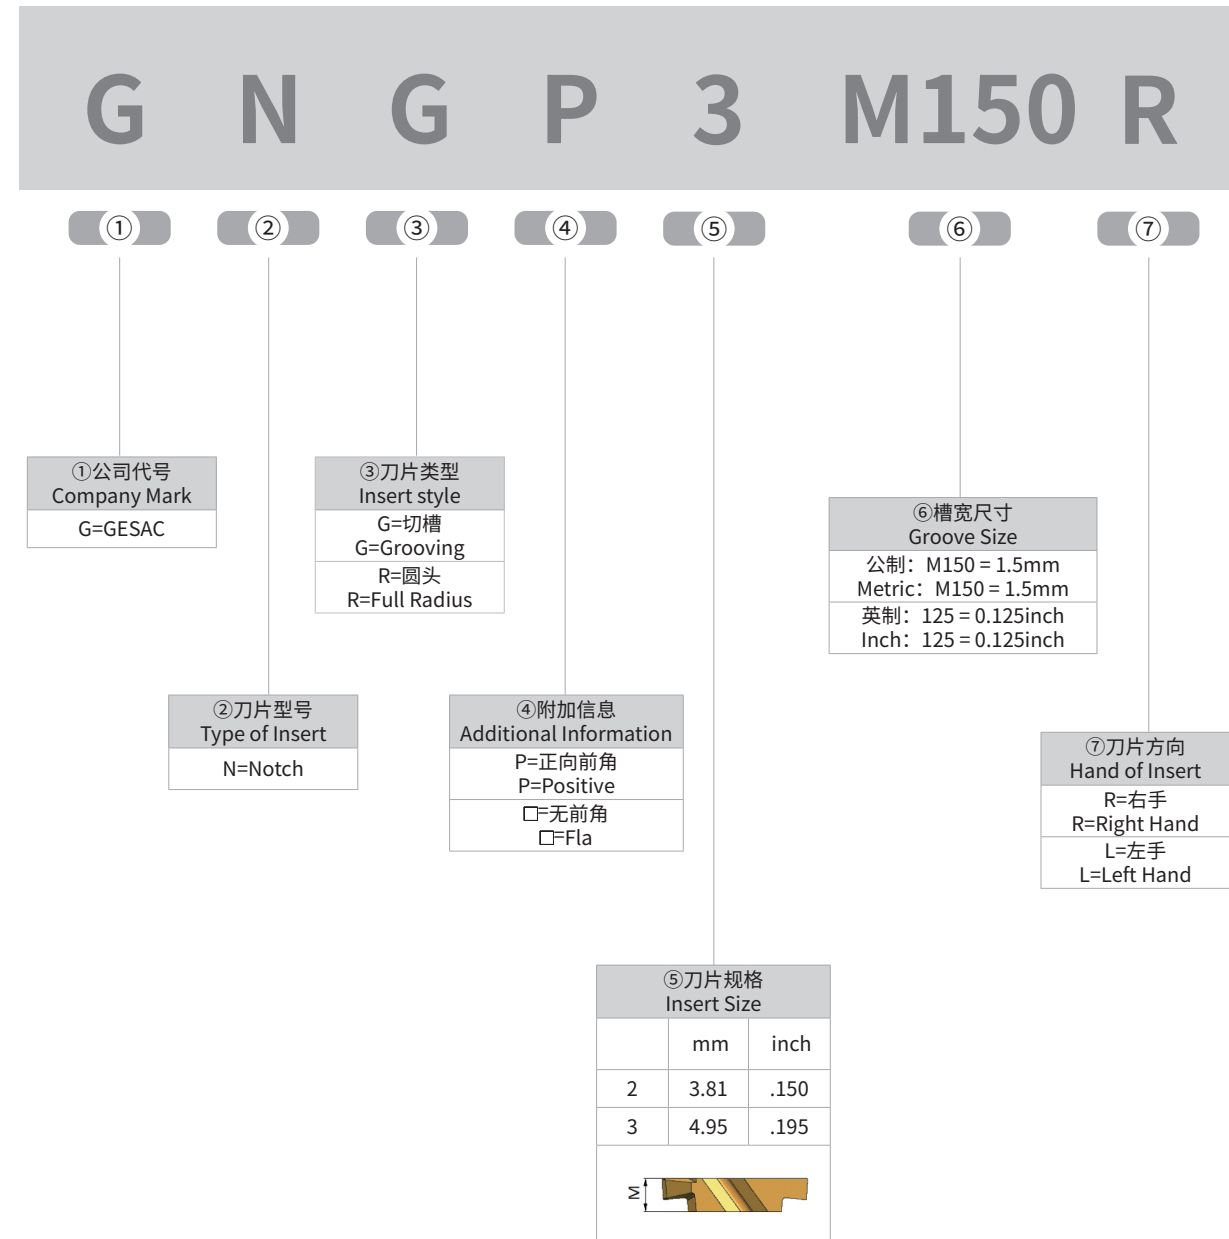 G N G P 3 M150 R
① ② ③ ④ ⑤ ⑥ ⑦
①公司代号
Company Mark
G=GESAC
③刀片类型
Insert style
G=切槽
G=Grooving
R=圆头
R=Full Radius
⑥槽宽尺寸
Groove Size
公制：M150 = 1.5mm
Metric：M150 = 1.5mm
英制：125 = 0.125inch
Inch：125 = 0.125inch
②刀片型号
Type of Insert
N=Notch
④附加信息
Additional Information
P=正向前角
P=Positive
□=无前角
□=Fla
⑦刀片方向
Hand of Insert
R=右手
R=Right Hand
L=左手
L=Left Hand
⑤刀片规格
Insert Size
mm inch
2 3.81 .150
3 4.95 .195
M